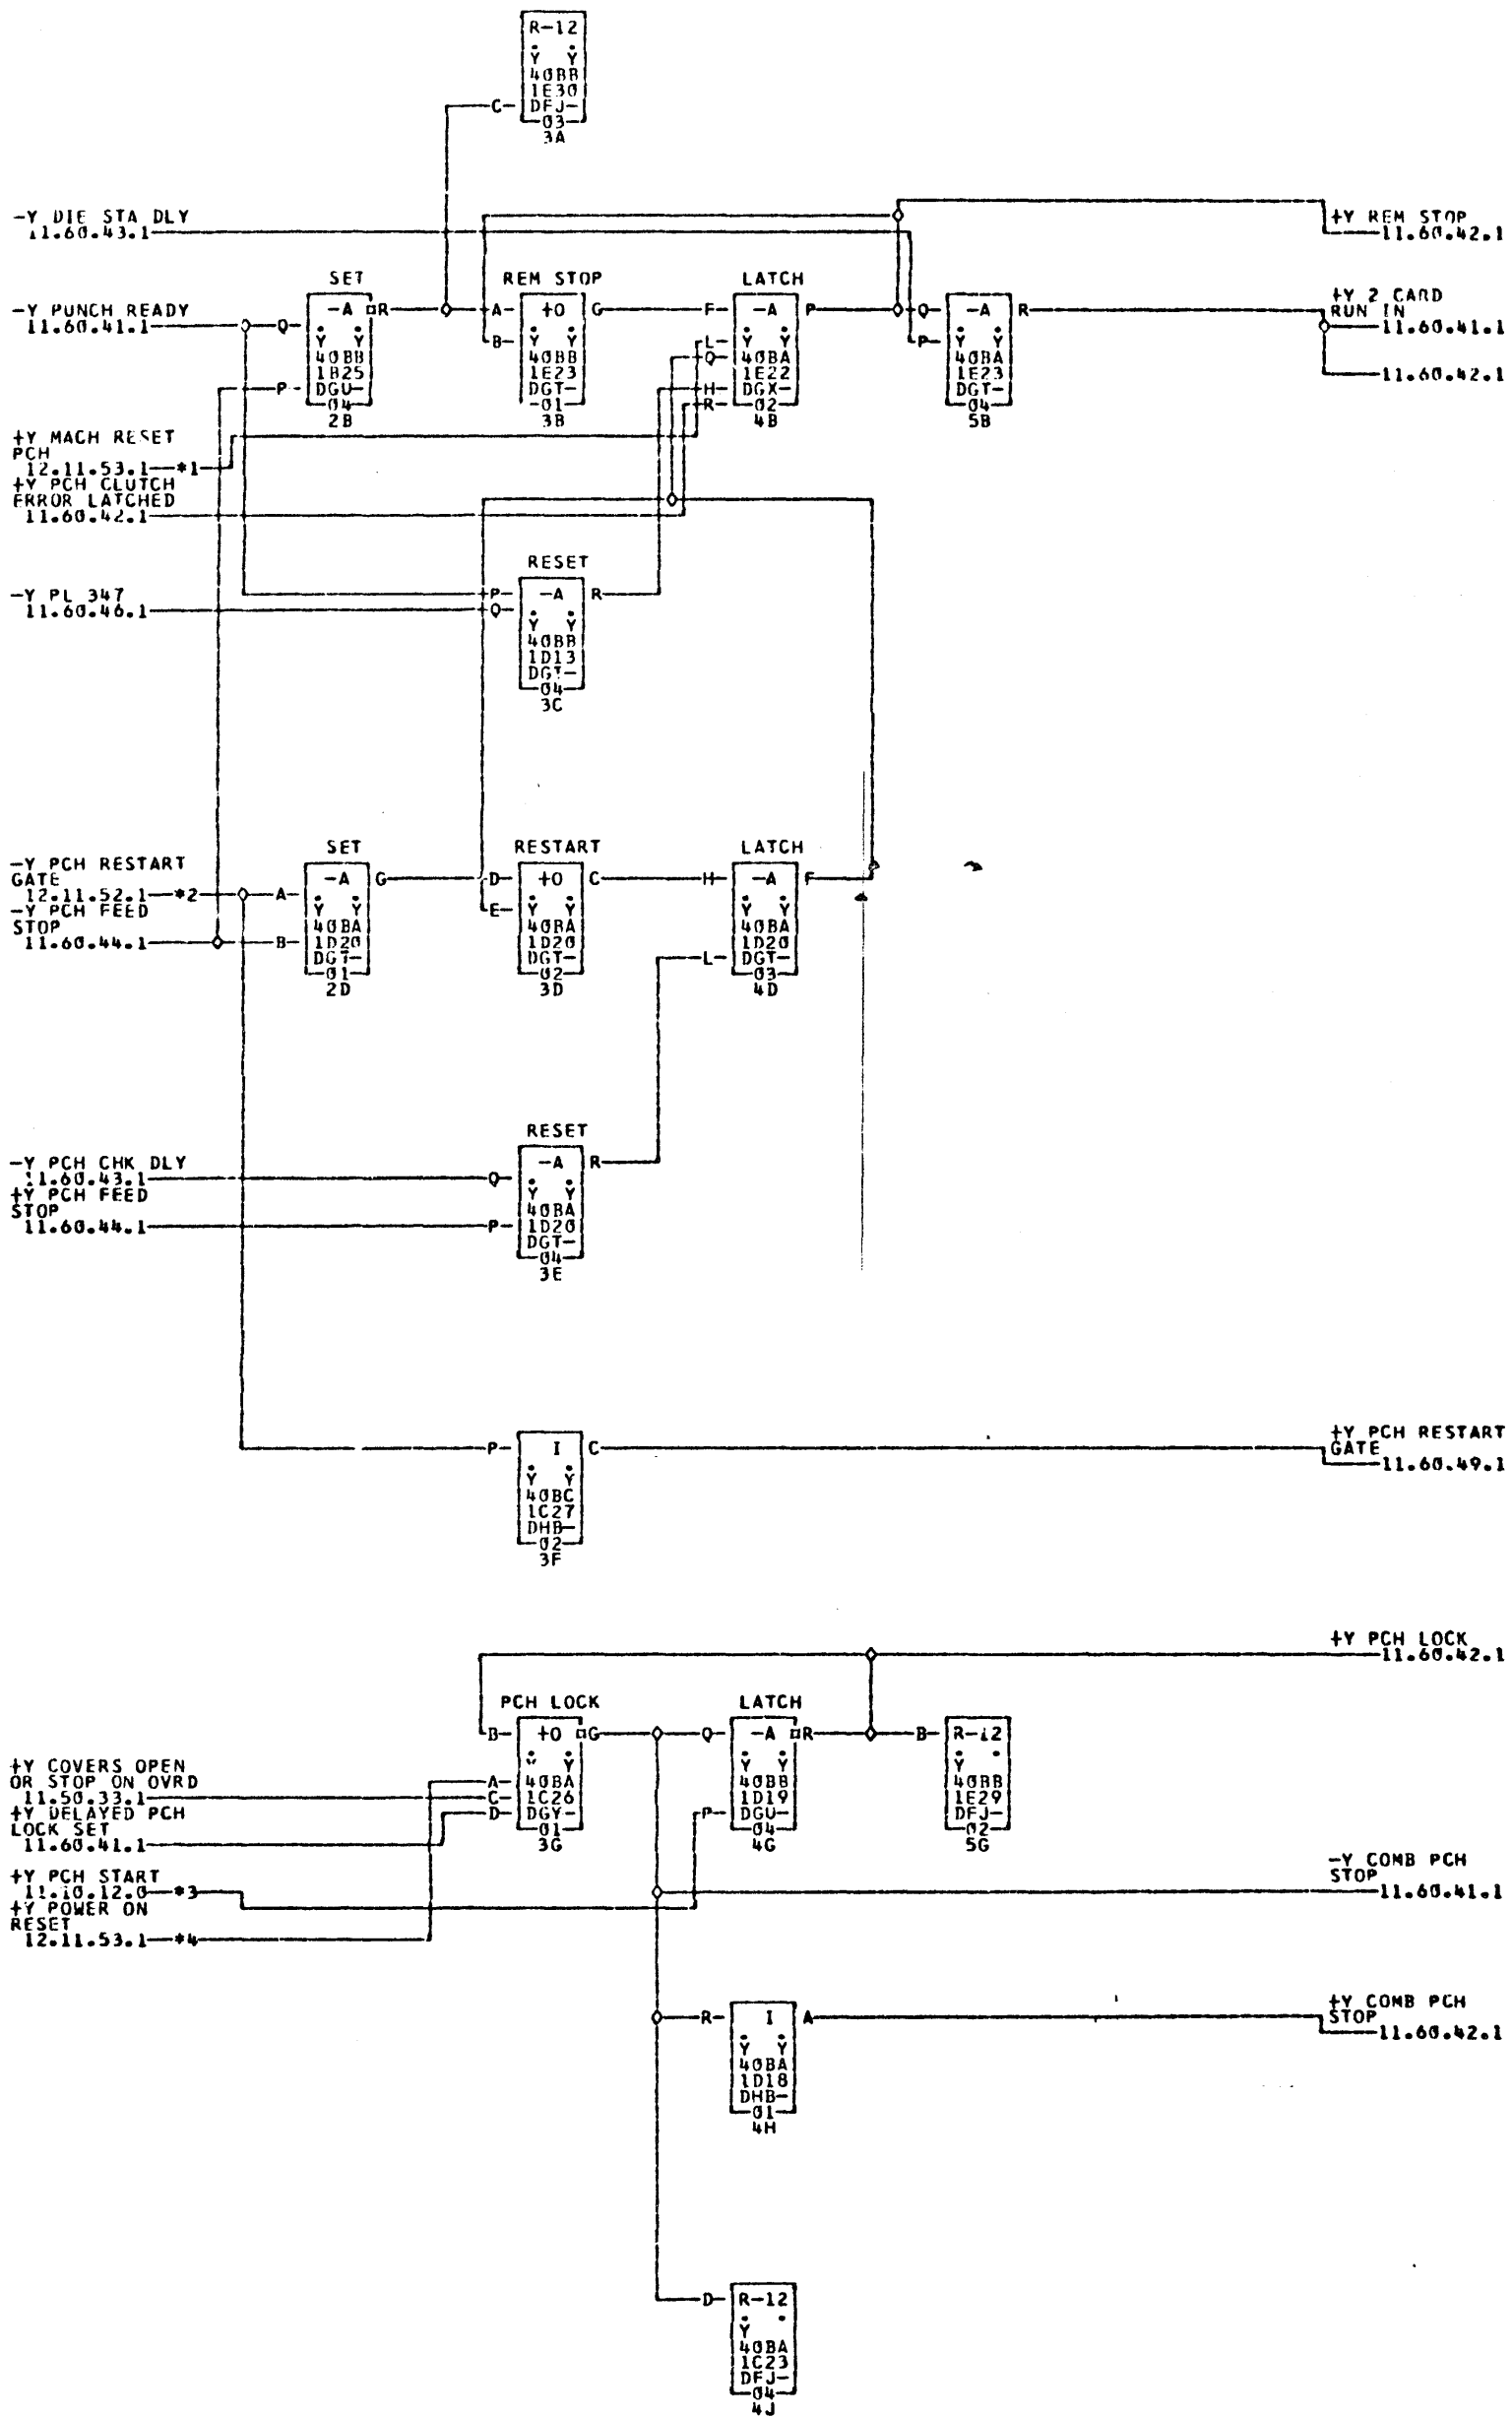 R-12
Y Y
40BB
1E30
C DFJ-
03
3A
-Y DIE STA DLY
11.60.43.1
+Y REM STOP
11.60.42.1
SET REM STOP LATCH
-Y PUNCH READY
11.60.41.1
Q -A R
Y Y
40BB
1B25
P DGU-
04
2B
A +O G
B Y Y
40BB
1E23
DGT-
01
3B
F -A P
L Y Y
Q 40BA
1E22
H DGX-
R 02
4B
Q -A R
P Y Y
40BA
1E23
DGT-
04
5B
+Y 2 CARD
RUN IN
11.60.41.1
11.60.42.1
+Y MACH RESET
PCH
12.11.53.1 *1
+Y PCH CLUTCH
ERROR LATCHED
11.60.42.1
RESET
-Y PL 347
11.60.46.1
P -A R
Q
Y Y
40BB
1D13
DGT-
04
3C
SET RESTART LATCH
-Y PCH RESTART
GATE
12.11.52.1 *2
-Y PCH FEED
STOP
11.60.44.1
-A G
A
Y Y
40BA
B 1D20
DGT-
01
2D
D +O C
E Y Y
40BA
1D20
DGT-
02
3D
H -A F
Y Y
40BA
1D20
L DGT-
03
4D
RESET
-Y PCH CHK DLY
11.60.43.1
+Y PCH FEED
STOP
11.60.44.1
-A R
Q
Y Y
40BA
P 1D20
DGT-
04
3E
P I C
Y Y
40BC
1C27
DHB-
02
3F
+Y PCH RESTART
GATE
11.60.49.1
+Y PCH LOCK
11.60.42.1
PCH LOCK LATCH
+Y COVERS OPEN
OR STOP ON OVRD
11.50.33.1
+Y DELAYED PCH
LOCK SET
11.60.41.1
+Y PCH START
11.10.12.0 *3
+Y POWER ON
RESET
12.11.53.1 *4
B +O G
Y
A 40BA
C 1C26
D DGY-
01
3G
Q -A R
Y Y
40BB
1D19
P DGU-
04
4G
B R-12
Y
40BB
1E29
DFJ-
02
5G
-Y COMB PCH
STOP
11.60.41.1
R I A
Y Y
40BA
1D18
DHB-
01
4H
+Y COMB PCH
STOP
11.60.42.1
D R-12
Y
40BA
1C23
DFJ-
04
4J